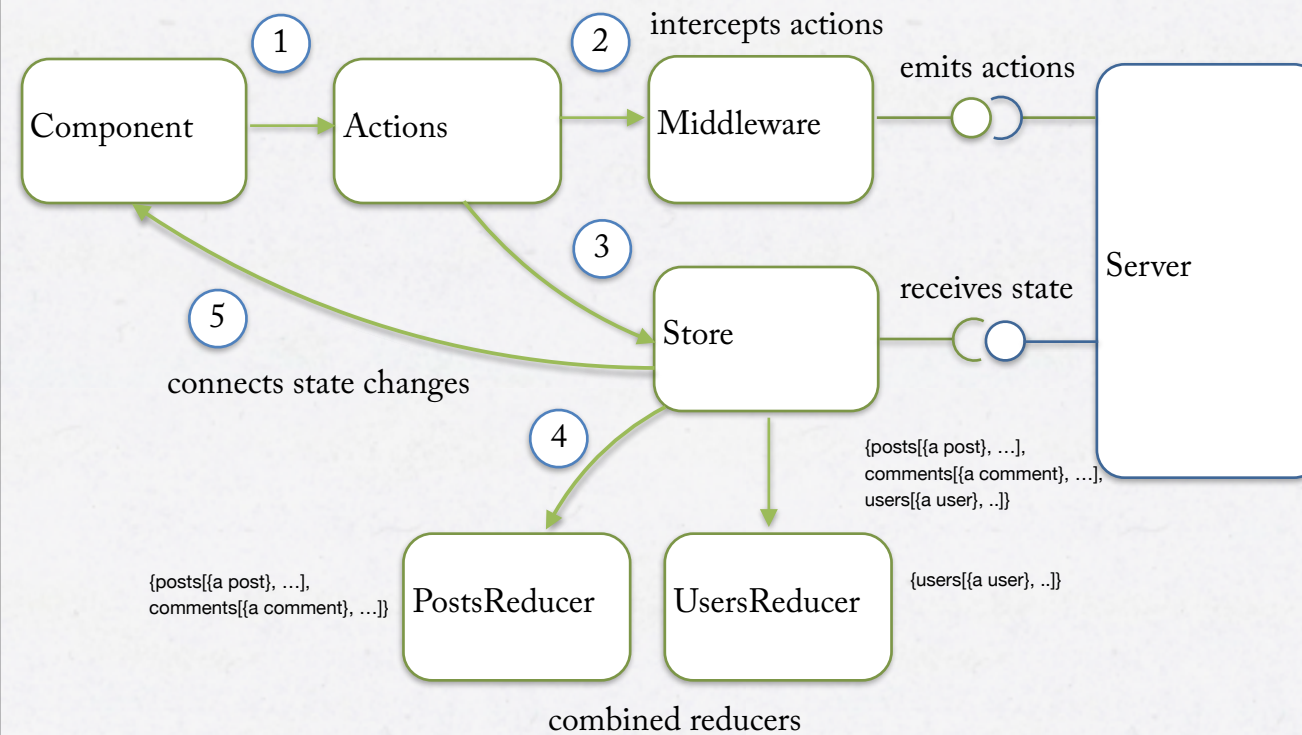 1
2
intercepts actions
emits actions
Component
Actions
Middleware
3
Server
receives state
5
Store
connects state changes
4
{posts[{a post}, …],
comments[{a comment}, …],
users[{a user}, ..]}
{posts[{a post}, …],
comments[{a comment}, …]}
PostsReducer
UsersReducer
{users[{a user}, ..]}
combined reducers